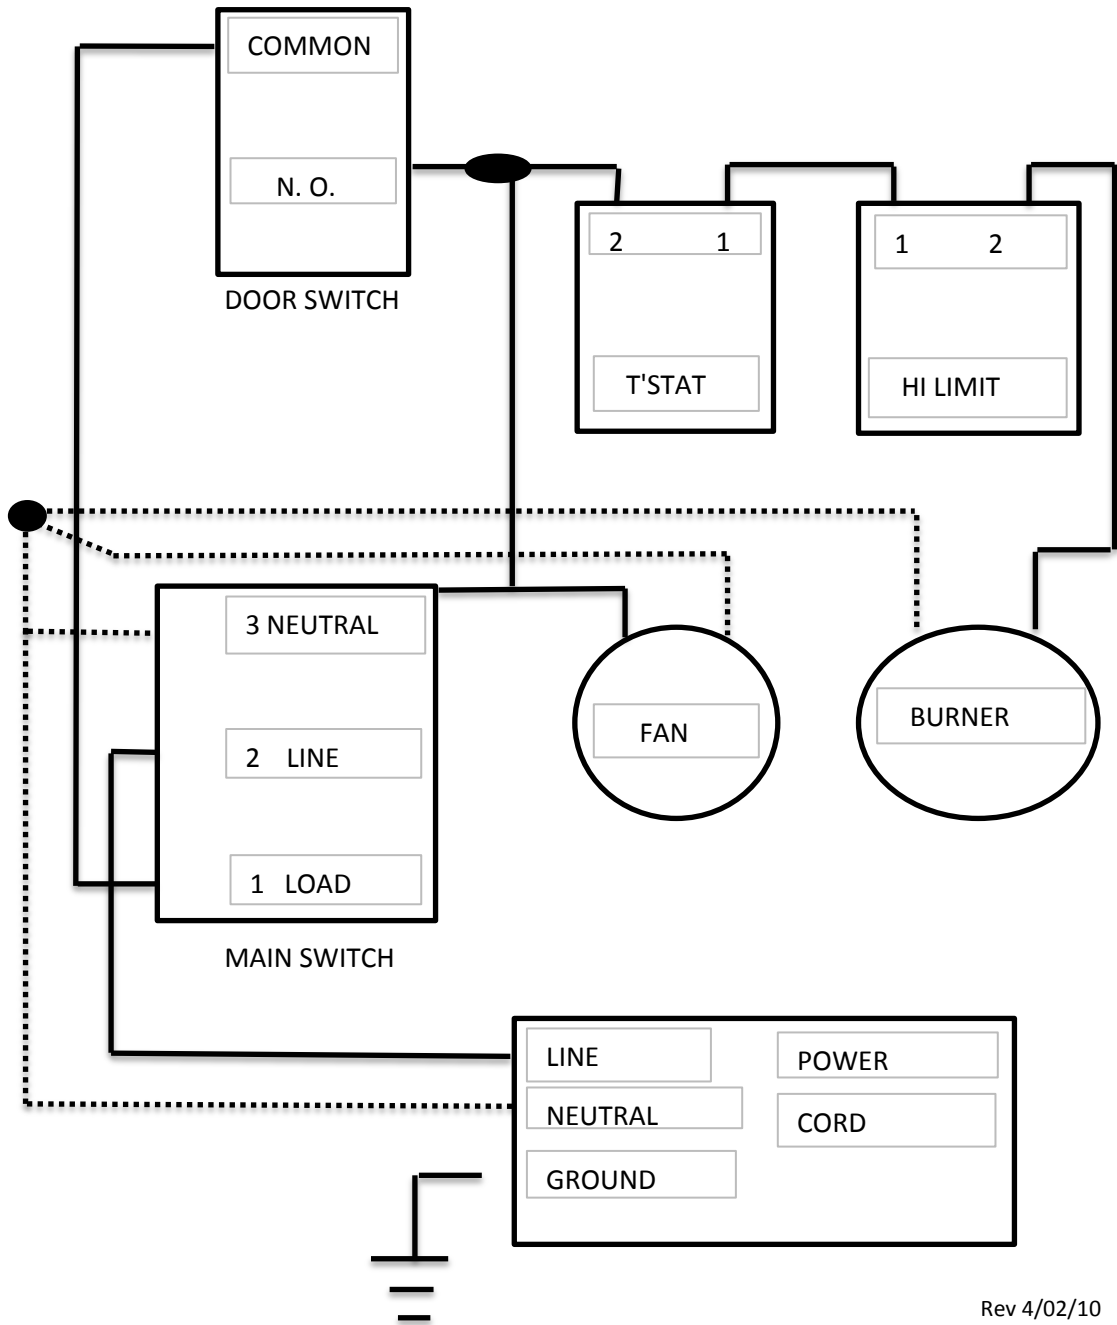 COMMON
N. O.
DOOR SWITCH
2 1
T'STAT
1 2
HI LIMIT
3 NEUTRAL
2 LINE
1 LOAD
MAIN SWITCH
FAN
BURNER
LINE
NEUTRAL
GROUND
POWER
CORD
Rev 4/02/10